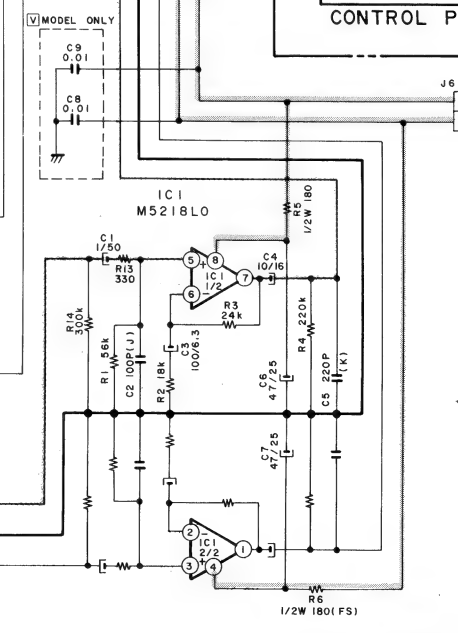 V MODEL ONLY
CONTROL P
C9
0.01
J6
C8
0.01
IC1
M5218LO
R5
1/2W 180
C1
1/50
R13
330
5
+
8
IC1
1/2
7
6
−
C4
10/16
R3
24k
R14
300k
R1 56k
C2 100P(J)
C3
100/6.3
R2 18k
R4 220k
C5 220P
(K)
C6
47/25
C7
47/25
2
−
IC1
2/2
1
3
+
4
R6
1/2W 180(FS)